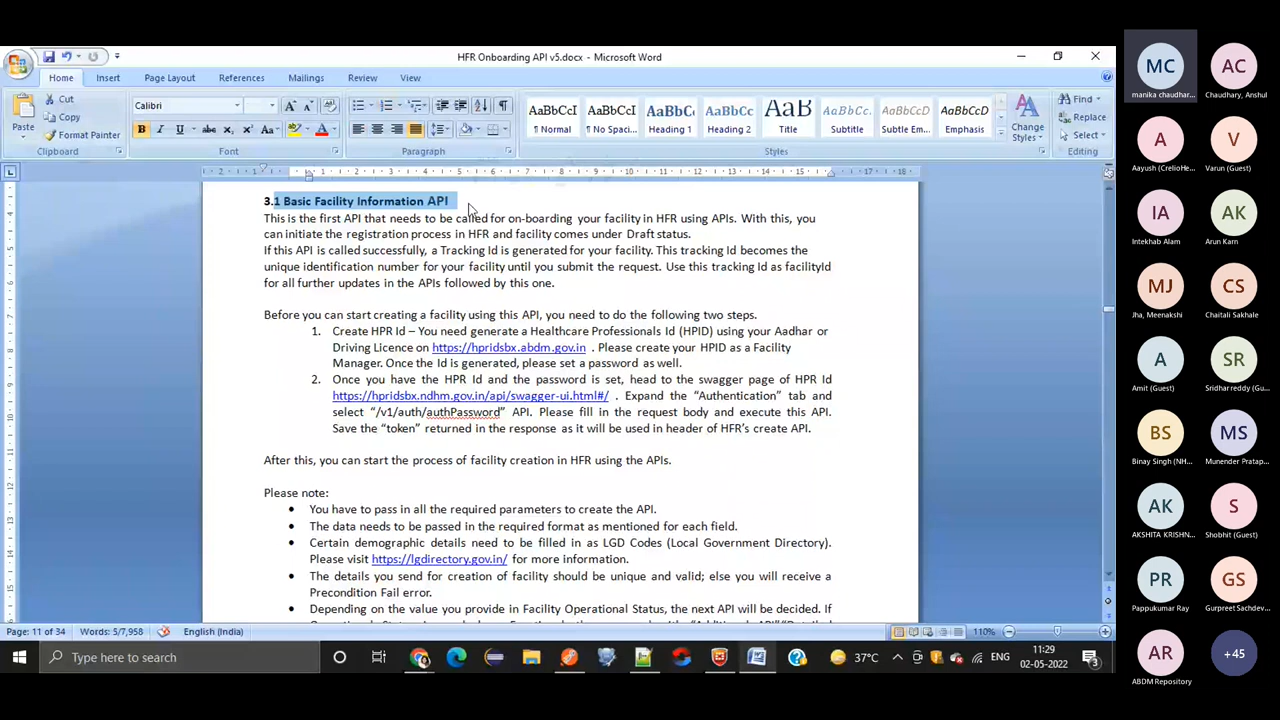 HFR Onboarding API v5.docx - Microsoft Word
Home Insert Page Layout References Mailings Review View
Paste
Cut
Copy
Format Painter
Clipboard
Calibri
Font
Paragraph
AaBbCcI AaBbCcI AaBbCc AaBbCc AaB AaBbCcI AaBbCcI AaBbCcD
¶ Normal ¶ No Spaci... Heading 1 Heading 2 Title Subtitle Subtle Em... Emphasis
Styles
Change Styles
Find
Replace
Select
Editing
3.1 Basic Facility Information API
This is the first API that needs to be called for on-boarding your facility in HFR using APIs. With this, you
can initiate the registration process in HFR and facility comes under Draft status.
If this API is called successfully, a Tracking Id is generated for your facility. This tracking Id becomes the
unique identification number for your facility until you submit the request. Use this tracking Id as facilityId
for all further updates in the APIs followed by this one.
Before you can start creating a facility using this API, you need to do the following two steps.
1. Create HPR Id – You need generate a Healthcare Professionals Id (HPID) using your Aadhar or
Driving Licence on https://hpridsbx.abdm.gov.in . Please create your HPID as a Facility
Manager. Once the Id is generated, please set a password as well.
2. Once you have the HPR Id and the password is set, head to the swagger page of HPR Id
https://hpridsbx.ndhm.gov.in/api/swagger-ui.html#/ . Expand the “Authentication” tab and
select “/v1/auth/authPassword” API. Please fill in the request body and execute this API.
Save the “token” returned in the response as it will be used in header of HFR’s create API.
After this, you can start the process of facility creation in HFR using the APIs.
Please note:
• You have to pass in all the required parameters to create the API.
• The data needs to be passed in the required format as mentioned for each field.
• Certain demographic details need to be filled in as LGD Codes (Local Government Directory).
Please visit https://lgdirectory.gov.in/ for more information.
• The details you send for creation of facility should be unique and valid; else you will receive a
Precondition Fail error.
• Depending on the value you provide in Facility Operational Status, the next API will be decided. If
Page: 11 of 34 Words: 5/7,958 English (India) 110%
Type here to search
37°C
ENG
11:29
02-05-2022
3
MC
manika chaudhar...
AC
Chaudhary, Anshul
A
Aayush (CrelioHe...
V
Varun (Guest)
IA
Intekhab Alam
AK
Arun Karn
MJ
Jha, Meenakshi
CS
Chaitali Sakhale
A
Amit (Guest)
SR
Sridhar reddy (Gu...
BS
Binay Singh (NH...
MS
Munender Pratap...
AK
AKSHITA KRISHN...
S
Shobhit (Guest)
PR
Pappukumar Ray
GS
Gurpreet Sachdev...
AR
ABDM Repository
+45